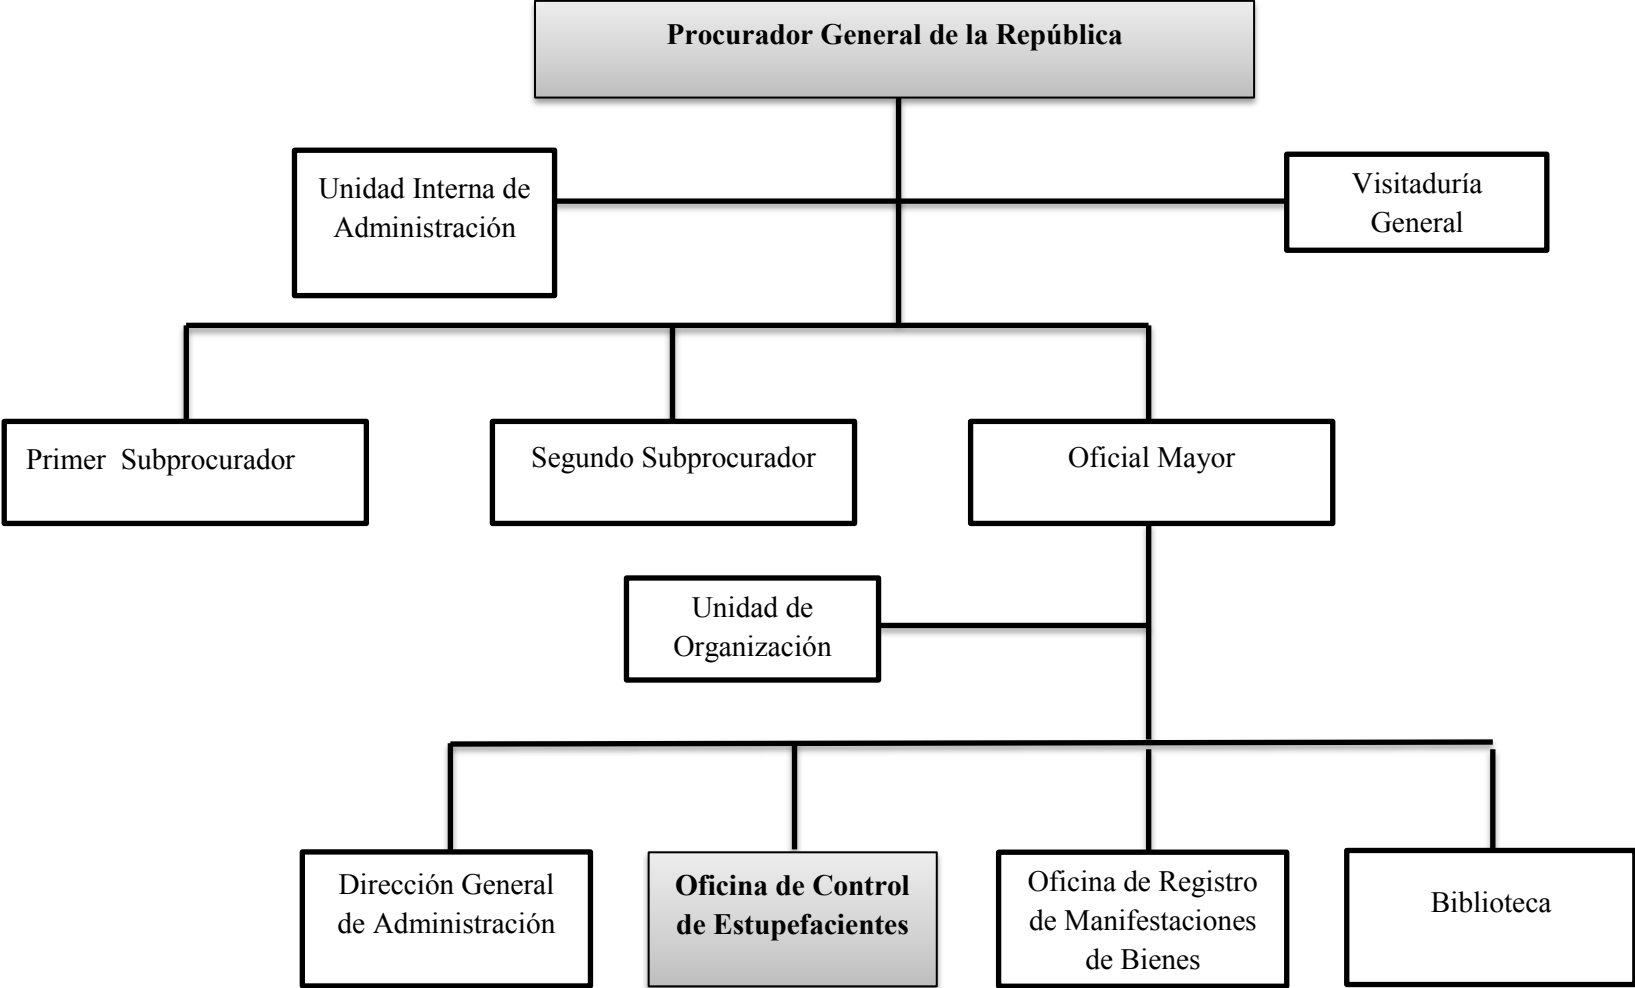 Procurador General de la República
Unidad Interna de
Administración
Visitaduría
General
Primer Subprocurador
Segundo Subprocurador
Oficial Mayor
Unidad de
Organización
Dirección General
de Administración
Oficina de Control
de Estupefacientes
Oficina de Registro
de Manifestaciones
de Bienes
Biblioteca